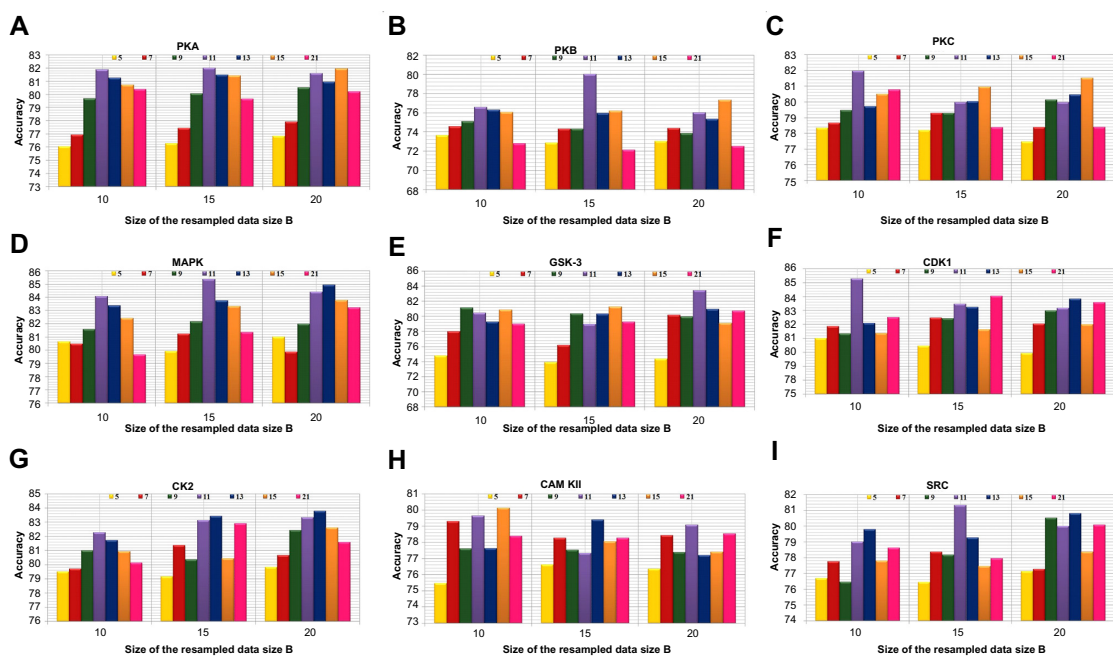 A
PKA
5 7 9 11 13 15 21
83
82
81
80
79
78
77
76
75
74
73
Accuracy
10 15 20
Size of the resampled data size B
B
PKB
5 7 9 11 13 15 21
82
80
78
76
74
72
70
68
Accuracy
10 15 20
Size of the resampled data size B
C
PKC
5 7 9 11 13 15 21
83
82
81
80
79
78
77
76
75
Accuracy
10 15 20
Size of the resampled data size B
D
MAPK
5 7 9 11 13 15 21
86
85
84
83
82
81
80
79
78
77
76
Accuracy
10 15 20
Size of the resampled data size B
E
GSK-3
5 7 9 11 13 15 21
86
84
82
80
78
76
74
72
70
68
Accuracy
10 15 20
Size of the resampled data size B
F
CDK1
5 7 9 11 13 15 21
86
85
84
83
82
81
80
79
78
77
76
75
Accuracy
10 15 20
Size of the resampled data size B
G
CK2
5 7 9 11 13 15 21
85
84
83
82
81
80
79
78
77
76
Accuracy
10 15 20
Size of the resampled data size B
H
CAM KII
5 7 9 11 13 15 21
81
80
79
78
77
76
75
74
73
Accuracy
10 15 20
Size of the resampled data size B
I
SRC
5 7 9 11 13 15 21
82
81
80
79
78
77
76
75
74
Accuracy
10 15 20
Size of the resampled data size B